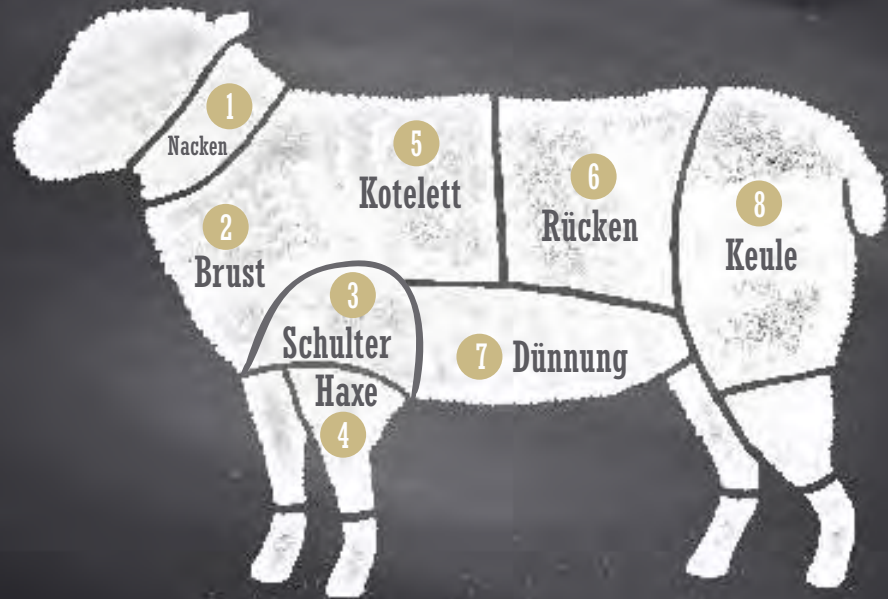 1
Nacken
2
Brust
3
Schulter
Haxe
4
5
Kotelett
6
Rücken
7 Dünnung
8
Keule